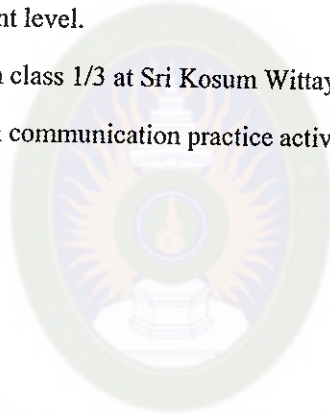 nt level.
class 1/3 at Sri Kosum Wittay
communication practice activ